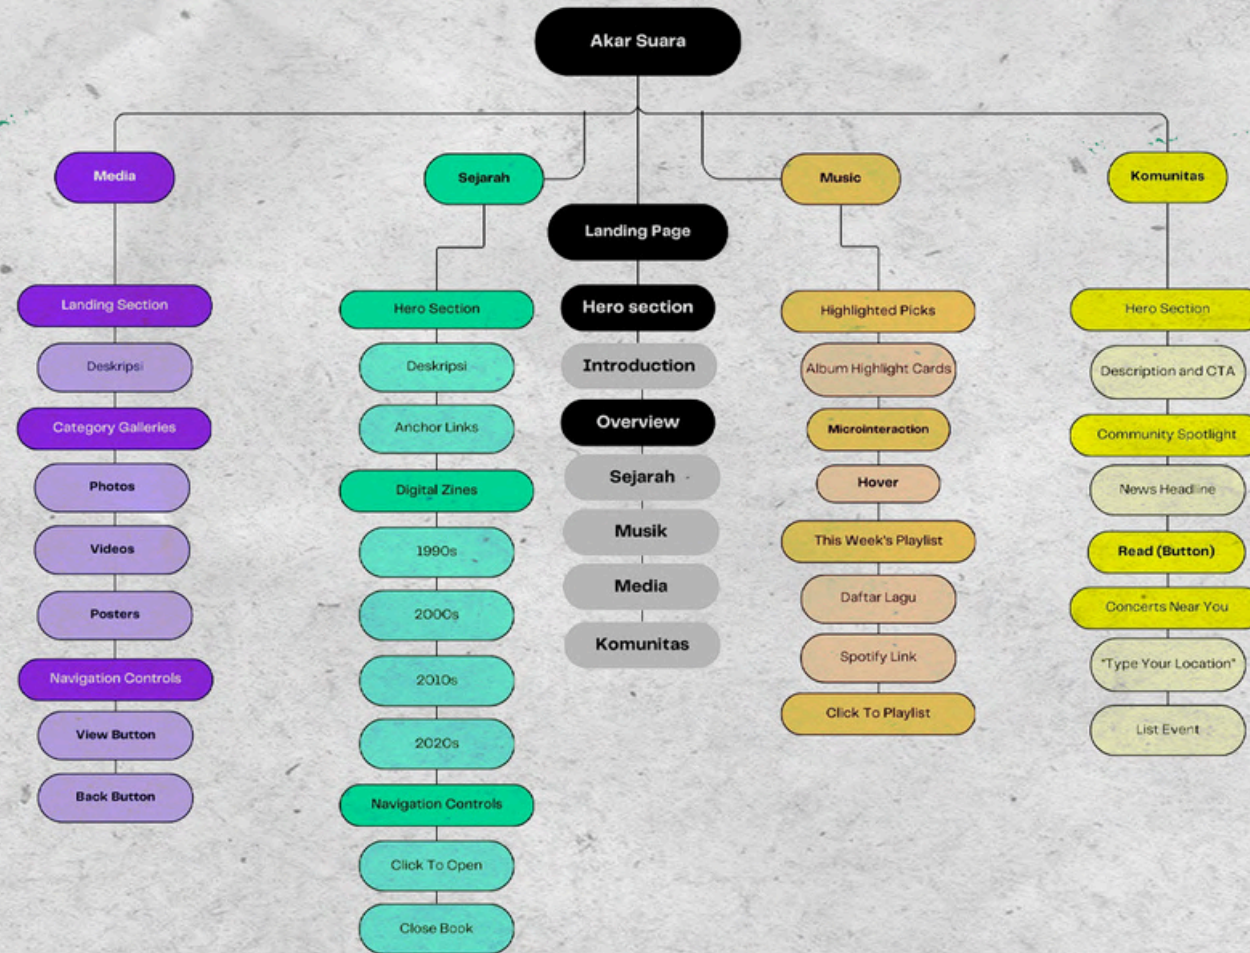 Akar Suara
Media
Landing Section
Deskripsi
Category Galleries
Photos
Videos
Posters
Navigation Controls
View Button
Back Button
Sejarah
Hero Section
Deskripsi
Anchor Links
Digital Zines
1990s
2000s
2010s
2020s
Navigation Controls
Click To Open
Close Book
Landing Page
Hero section
Introduction
Overview
Sejarah
Musik
Media
Komunitas
Music
Highlighted Picks
Album Highlight Cards
Microinteraction
Hover
This Week's Playlist
Daftar Lagu
Spotify Link
Click To Playlist
Komunitas
Hero Section
Description and CTA
Community Spotlight
News Headline
Read (Button)
Concerts Near You
"Type Your Location"
List Event